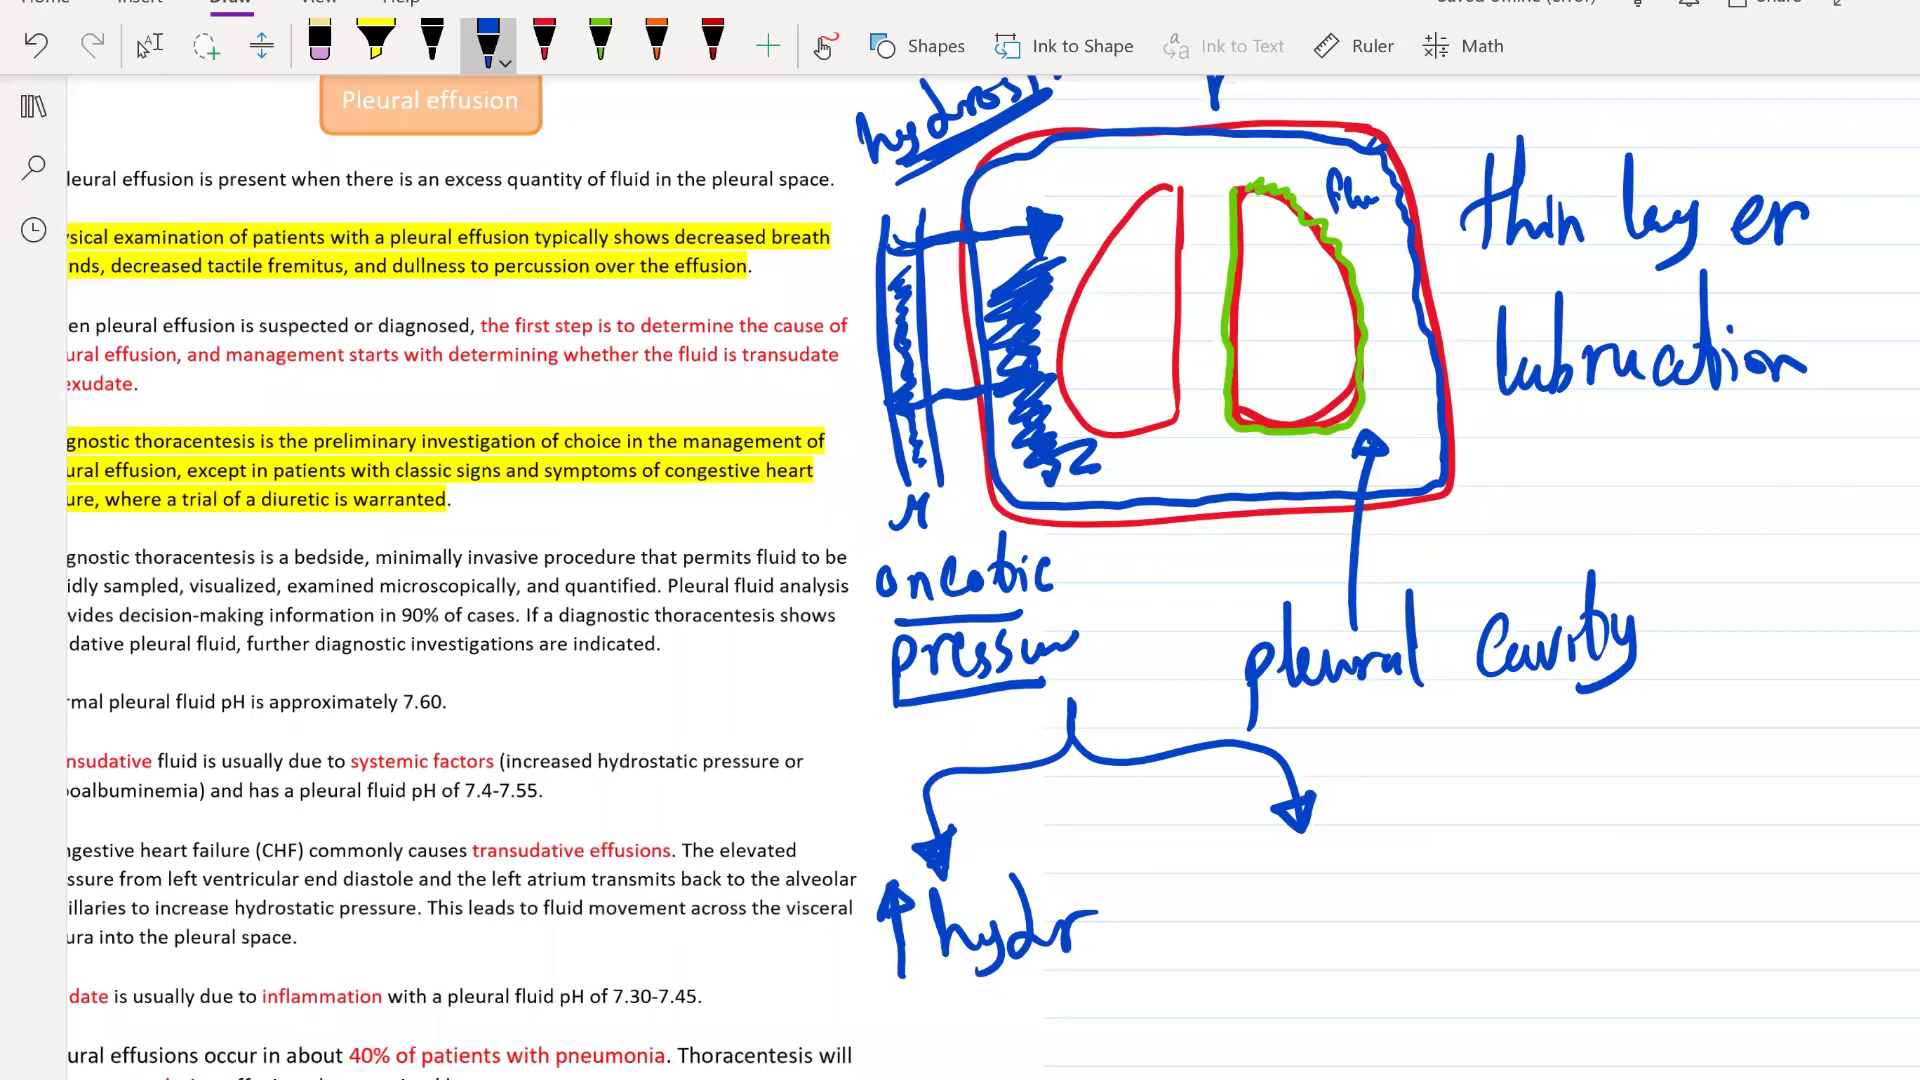 Draw
Shapes
Ink to Shape
Ink to Text
Ruler
Math
Pleural effusion
leural effusion is present when there is an excess quantity of fluid in the pleural space.
sical examination of patients with a pleural effusion typically shows decreased breath
nds, decreased tactile fremitus, and dullness to percussion over the effusion.
en pleural effusion is suspected or diagnosed, the first step is to determine the cause of
ural effusion, and management starts with determining whether the fluid is transudate
exudate.
gnostic thoracentesis is the preliminary investigation of choice in the management of
ural effusion, except in patients with classic signs and symptoms of congestive heart
ure, where a trial of a diuretic is warranted.
gnostic thoracentesis is a bedside, minimally invasive procedure that permits fluid to be
idly sampled, visualized, examined microscopically, and quantified. Pleural fluid analysis
vides decision-making information in 90% of cases. If a diagnostic thoracentesis shows
dative pleural fluid, further diagnostic investigations are indicated.
rmal pleural fluid pH is approximately 7.60.
nsudative fluid is usually due to systemic factors (increased hydrostatic pressure or
oalbuminemia) and has a pleural fluid pH of 7.4-7.55.
ngestive heart failure (CHF) commonly causes transudative effusions. The elevated
ssure from left ventricular end diastole and the left atrium transmits back to the alveolar
illaries to increase hydrostatic pressure. This leads to fluid movement across the visceral
ura into the pleural space.
date is usually due to inflammation with a pleural fluid pH of 7.30-7.45.
ural effusions occur in about 40% of patients with pneumonia. Thoracentesis will
hydros
flu
thin layer
lubrucation
oncotic
pressur
pleural cavity
↑ hydr